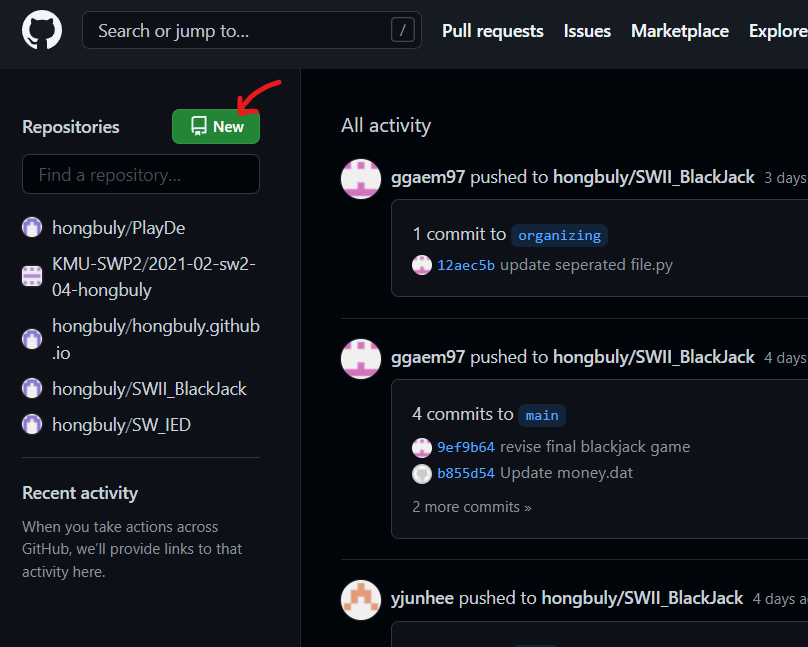 Search or jump to...
/
Pull requests
Issues
Marketplace
Explore
Repositories
New
Find a repository...
hongbuly/PlayDe
KMU-SWP2/2021-02-sw2-
04-hongbuly
hongbuly/hongbuly.github
.io
hongbuly/SWII_BlackJack
hongbuly/SW_IED
Recent activity
When you take actions across
GitHub, we'll provide links to that
activity here.
All activity
ggaem97 pushed to hongbuly/SWII_BlackJack 3 days
1 commit to organizing
12aec5b update seperated file.py
ggaem97 pushed to hongbuly/SWII_BlackJack 4 days
4 commits to main
9ef9b64 revise final blackjack game
b855d54 Update money.dat
2 more commits »
yjunhee pushed to hongbuly/SWII_BlackJack 4 days a